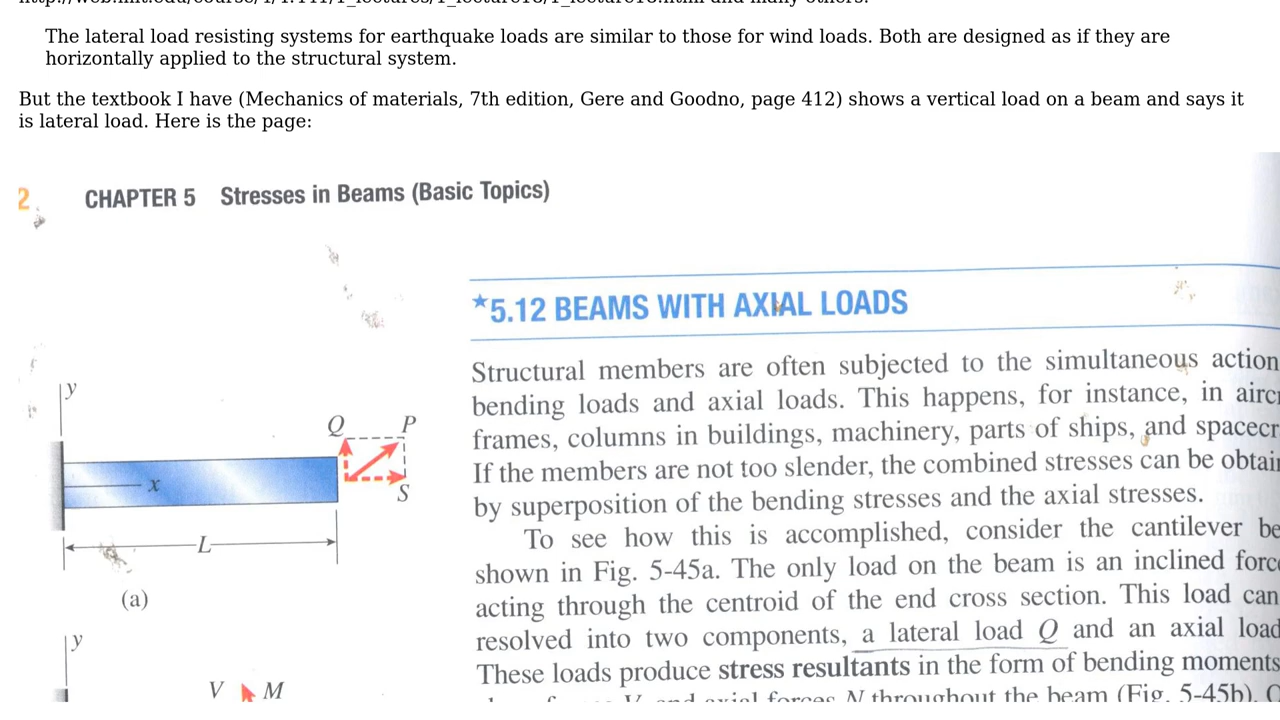 The lateral load resisting systems for earthquake loads are similar to those for wind loads. Both are designed as if they are
horizontally applied to the structural system.
But the textbook I have (Mechanics of materials, 7th edition, Gere and Goodno, page 412) shows a vertical load on a beam and says it
is lateral load. Here is the page:
2 CHAPTER 5 Stresses in Beams (Basic Topics)
★5.12 BEAMS WITH AXIAL LOADS
Structural members are often subjected to the simultaneous action
bending loads and axial loads. This happens, for instance, in airc
frames, columns in buildings, machinery, parts of ships, and spacecr
If the members are not too slender, the combined stresses can be obtai
by superposition of the bending stresses and the axial stresses.
To see how this is accomplished, consider the cantilever be
shown in Fig. 5-45a. The only load on the beam is an inclined forc
acting through the centroid of the end cross section. This load can
resolved into two components, a lateral load Q and an axial load
These loads produce stress resultants in the form of bending moments
axial forces N throughout the beam (Fig. 5-45b).
y
Q P
x
S
L
(a)
y
V M